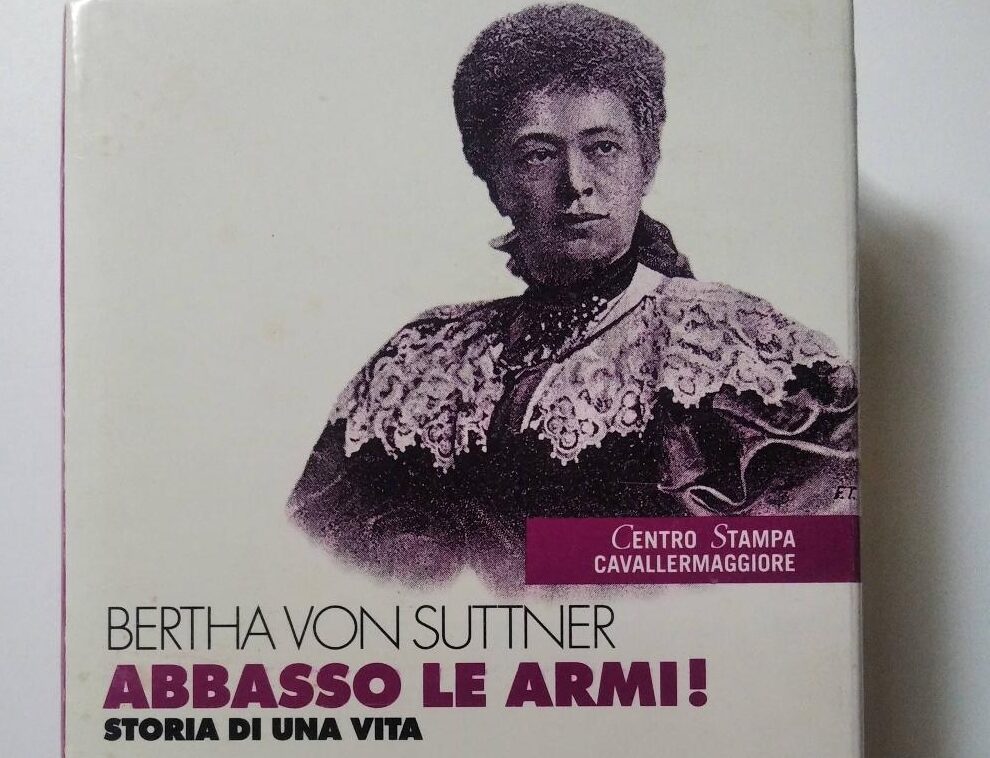 E.T.
CENTRO STAMPA
CAVALLERMAGGIORE
BERTHA VON SUTTNER
ABBASSO LE ARMI!
STORIA DI UNA VITA